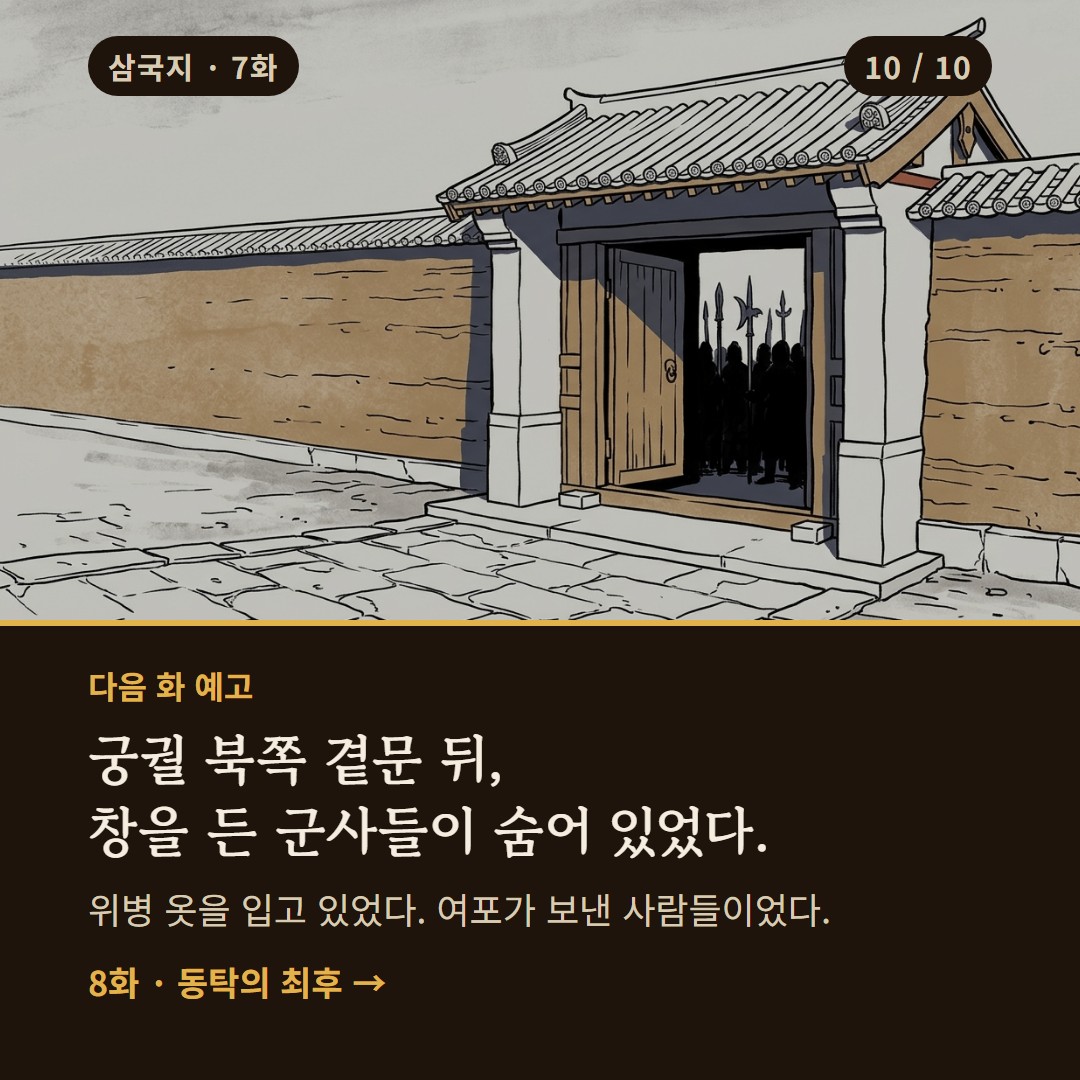 삼국지 · 7화
10 / 10
다음 화 예고
궁궐 북쪽 곁문 뒤,
창을 든 군사들이 숨어 있었다.
위병 옷을 입고 있었다. 여포가 보낸 사람들이었다.
8화 · 동탁의 최후 →